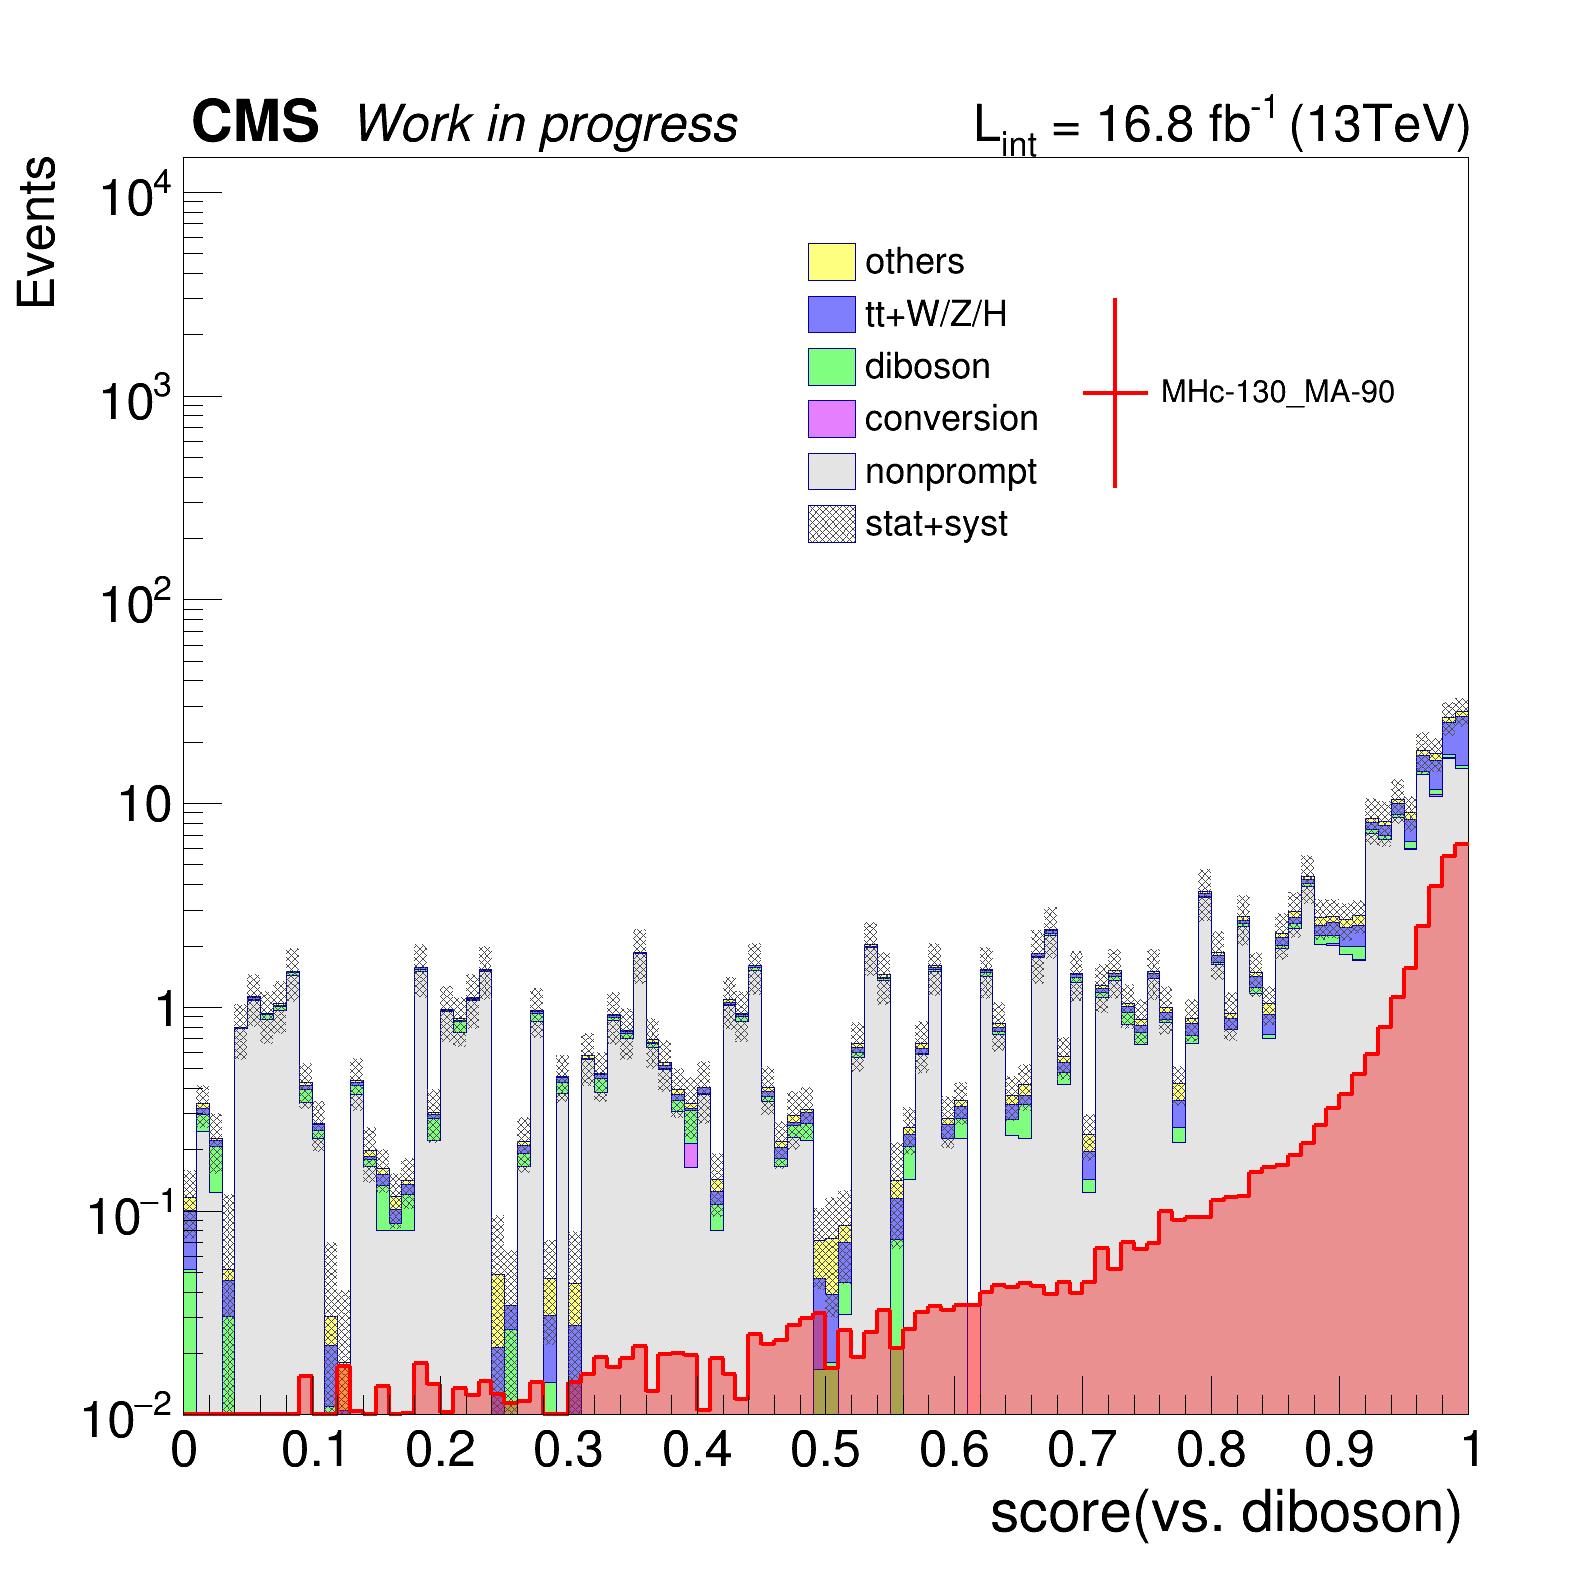 CMS Work in progress
L_int = 16.8 fb^-1 (13TeV)
Events
10^4
10^3
10^2
10
1
10^−1
10^−2
others
tt+W/Z/H
diboson
conversion
nonprompt
stat+syst
MHc-130_MA-90
0 0.1 0.2 0.3 0.4 0.5 0.6 0.7 0.8 0.9 1
score(vs. diboson)